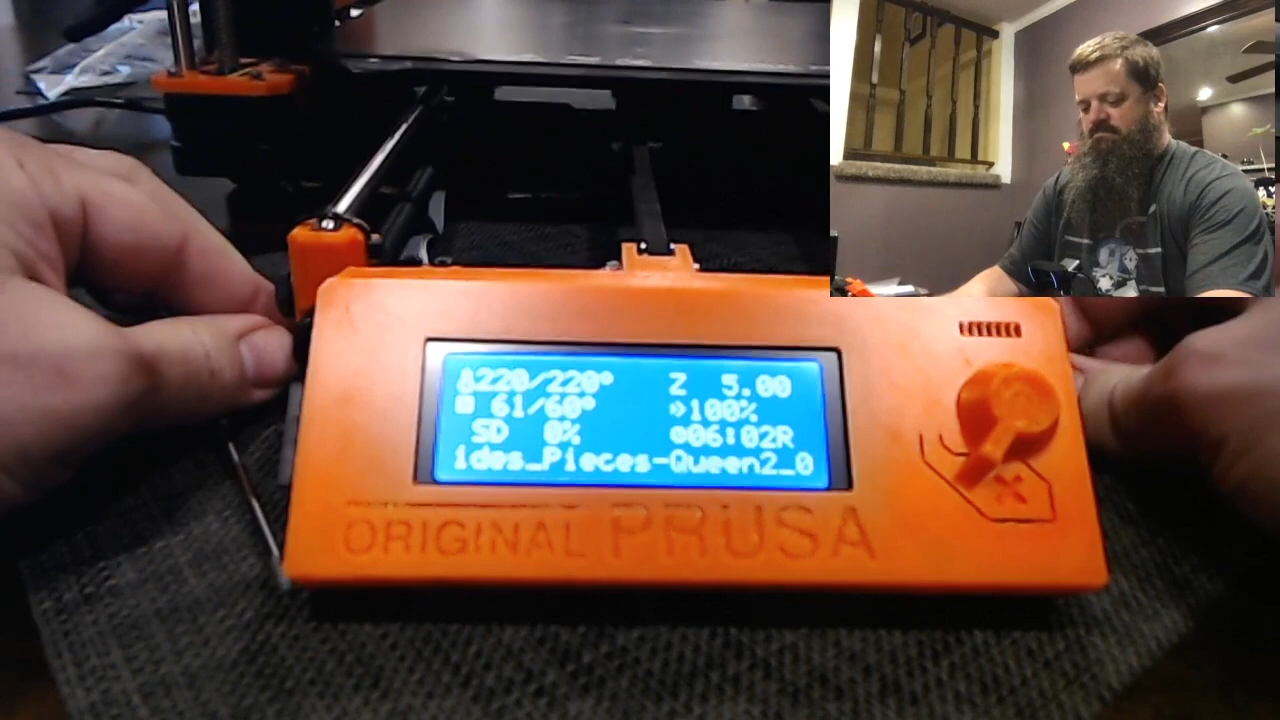 220/220° Z 5.00
61/60° 100%
SD 0% 06:02R
ides_Pieces-Queen2_0
ORIGINAL PRUSA